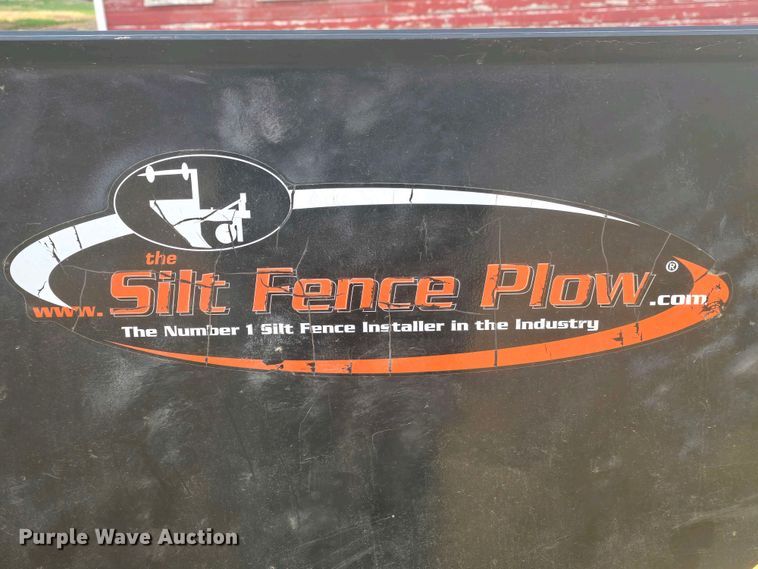 the
www. Silt Fence Plow ® .com
The Number 1 Silt Fence Installer in the Industry
Purple Wave Auction